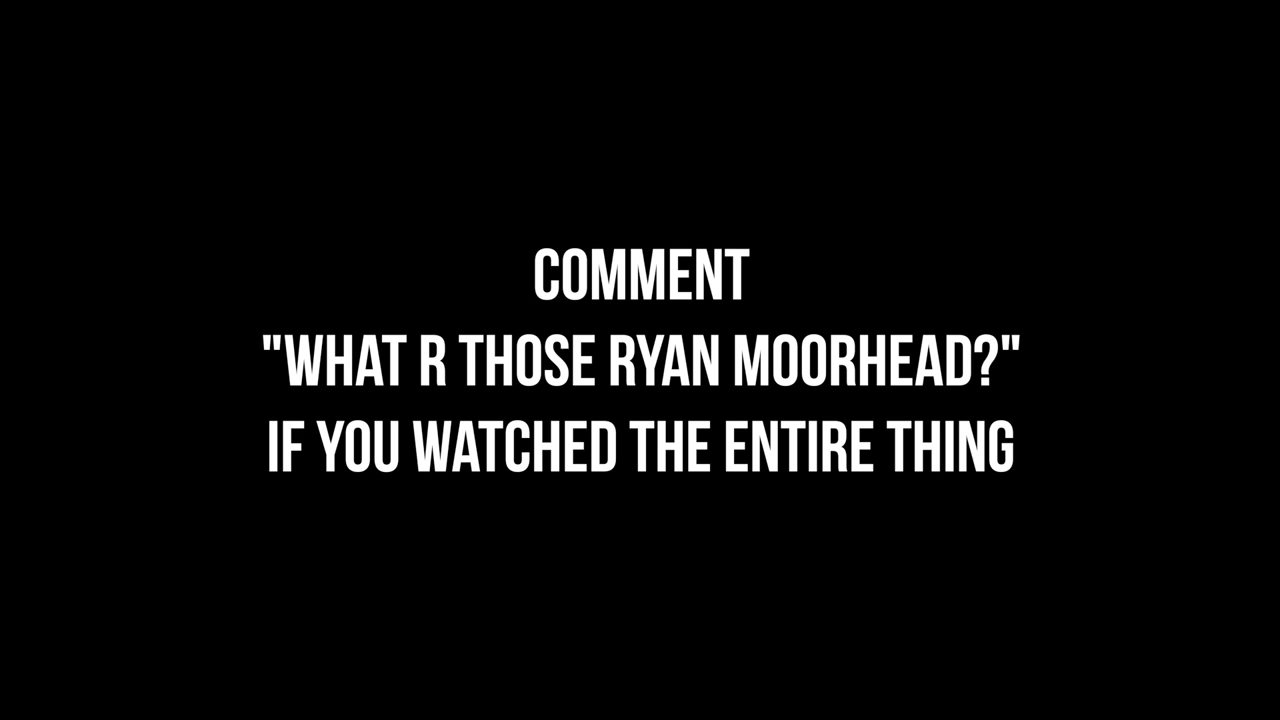 COMMENT
"WHAT R THOSE RYAN MOORHEAD?"
IF YOU WATCHED THE ENTIRE THING